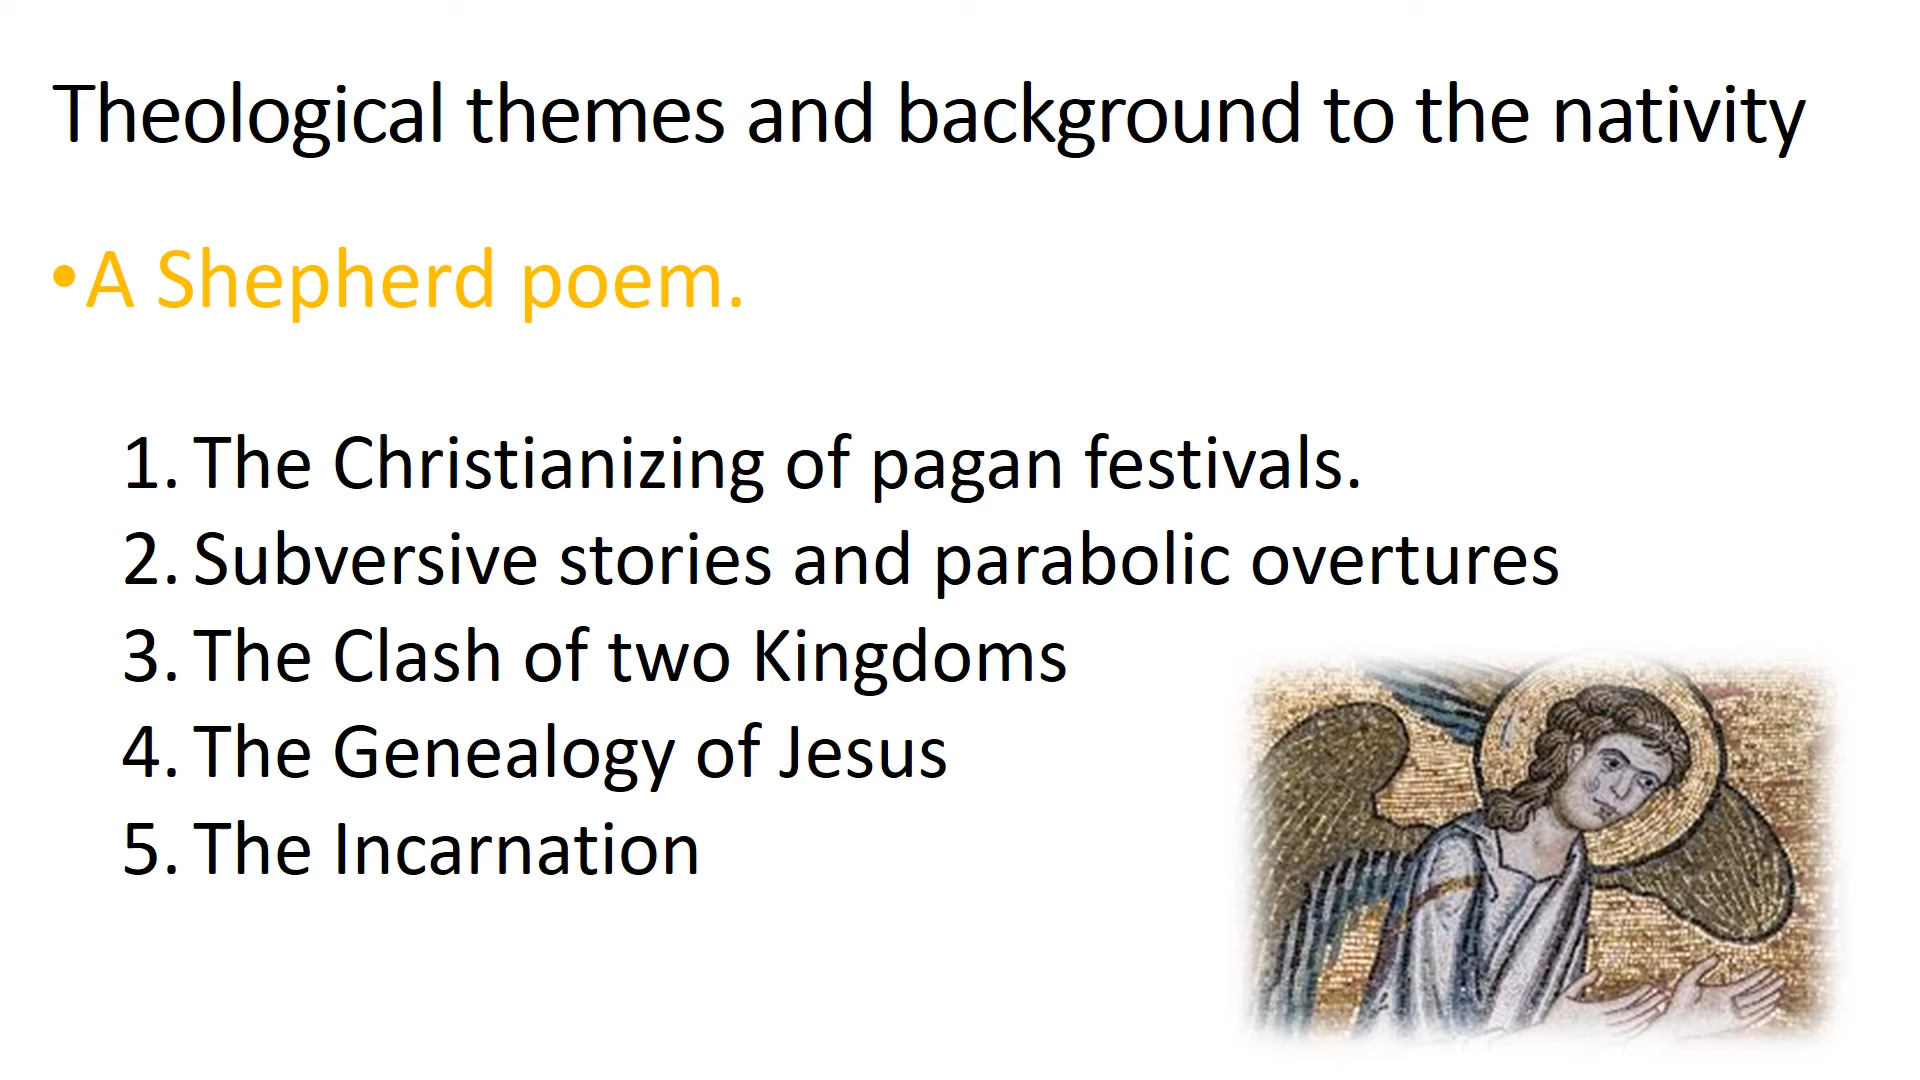 Theological themes and background to the nativity
•A Shepherd poem.
1. The Christianizing of pagan festivals.
2. Subversive stories and parabolic overtures
3. The Clash of two Kingdoms
4. The Genealogy of Jesus
5. The Incarnation